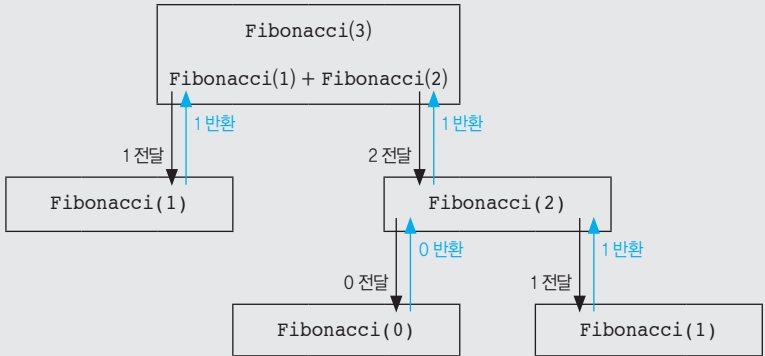 Fibonacci(3)
Fibonacci(1) + Fibonacci(2)
1 반환
1 반환
1 전달
2 전달
Fibonacci(1)
Fibonacci(2)
0 반환
1 반환
0 전달
1 전달
Fibonacci(0)
Fibonacci(1)